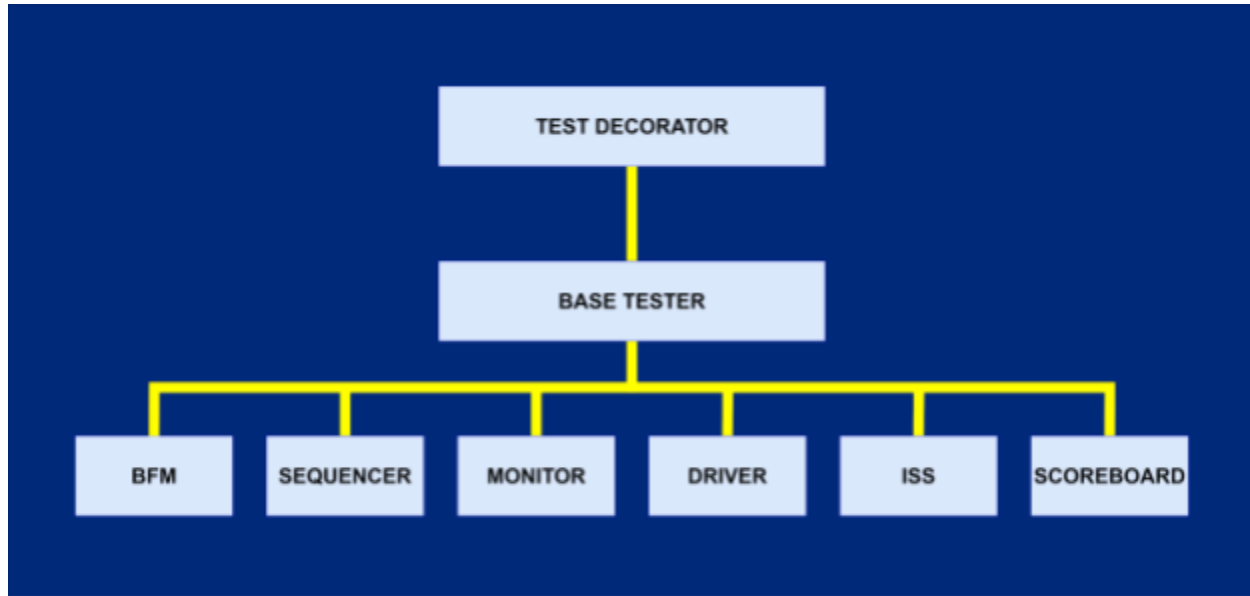 TEST DECORATOR
BASE TESTER
BFM
SEQUENCER
MONITOR
DRIVER
ISS
SCOREBOARD